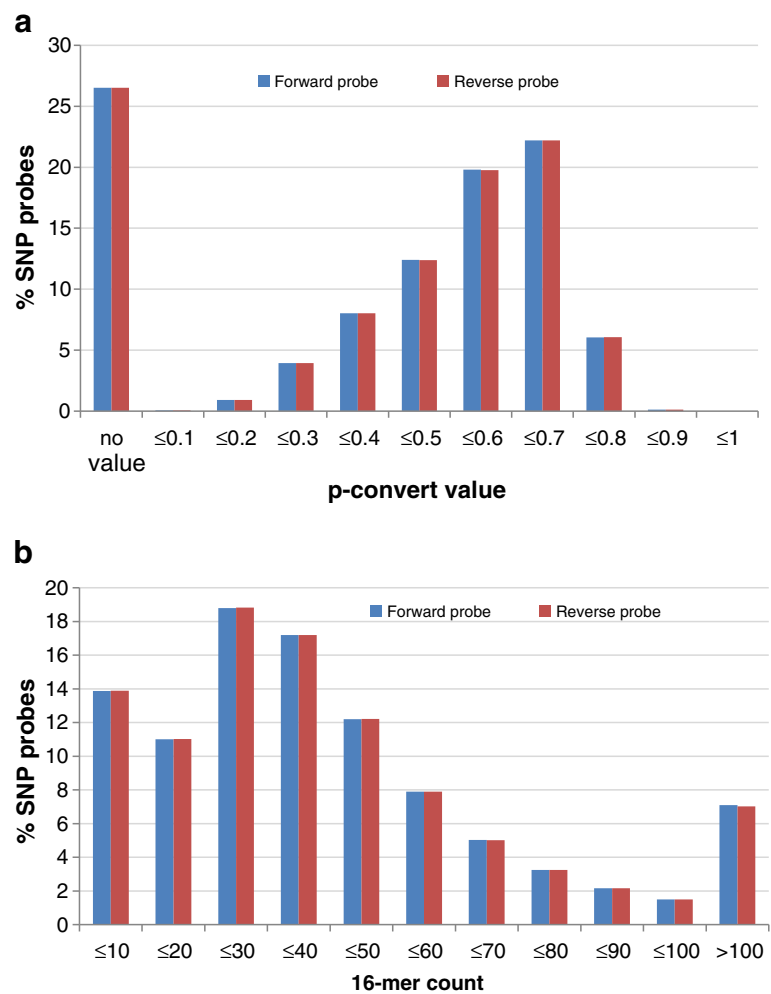 a
30
25
20
15
10
5
0
% SNP probes
Forward probe
Reverse probe
no value ≤0.1 ≤0.2 ≤0.3 ≤0.4 ≤0.5 ≤0.6 ≤0.7 ≤0.8 ≤0.9 ≤1
p-convert value
b
20
18
16
14
12
10
8
6
4
2
0
% SNP probes
Forward probe
Reverse probe
≤10 ≤20 ≤30 ≤40 ≤50 ≤60 ≤70 ≤80 ≤90 ≤100 >100
16-mer count